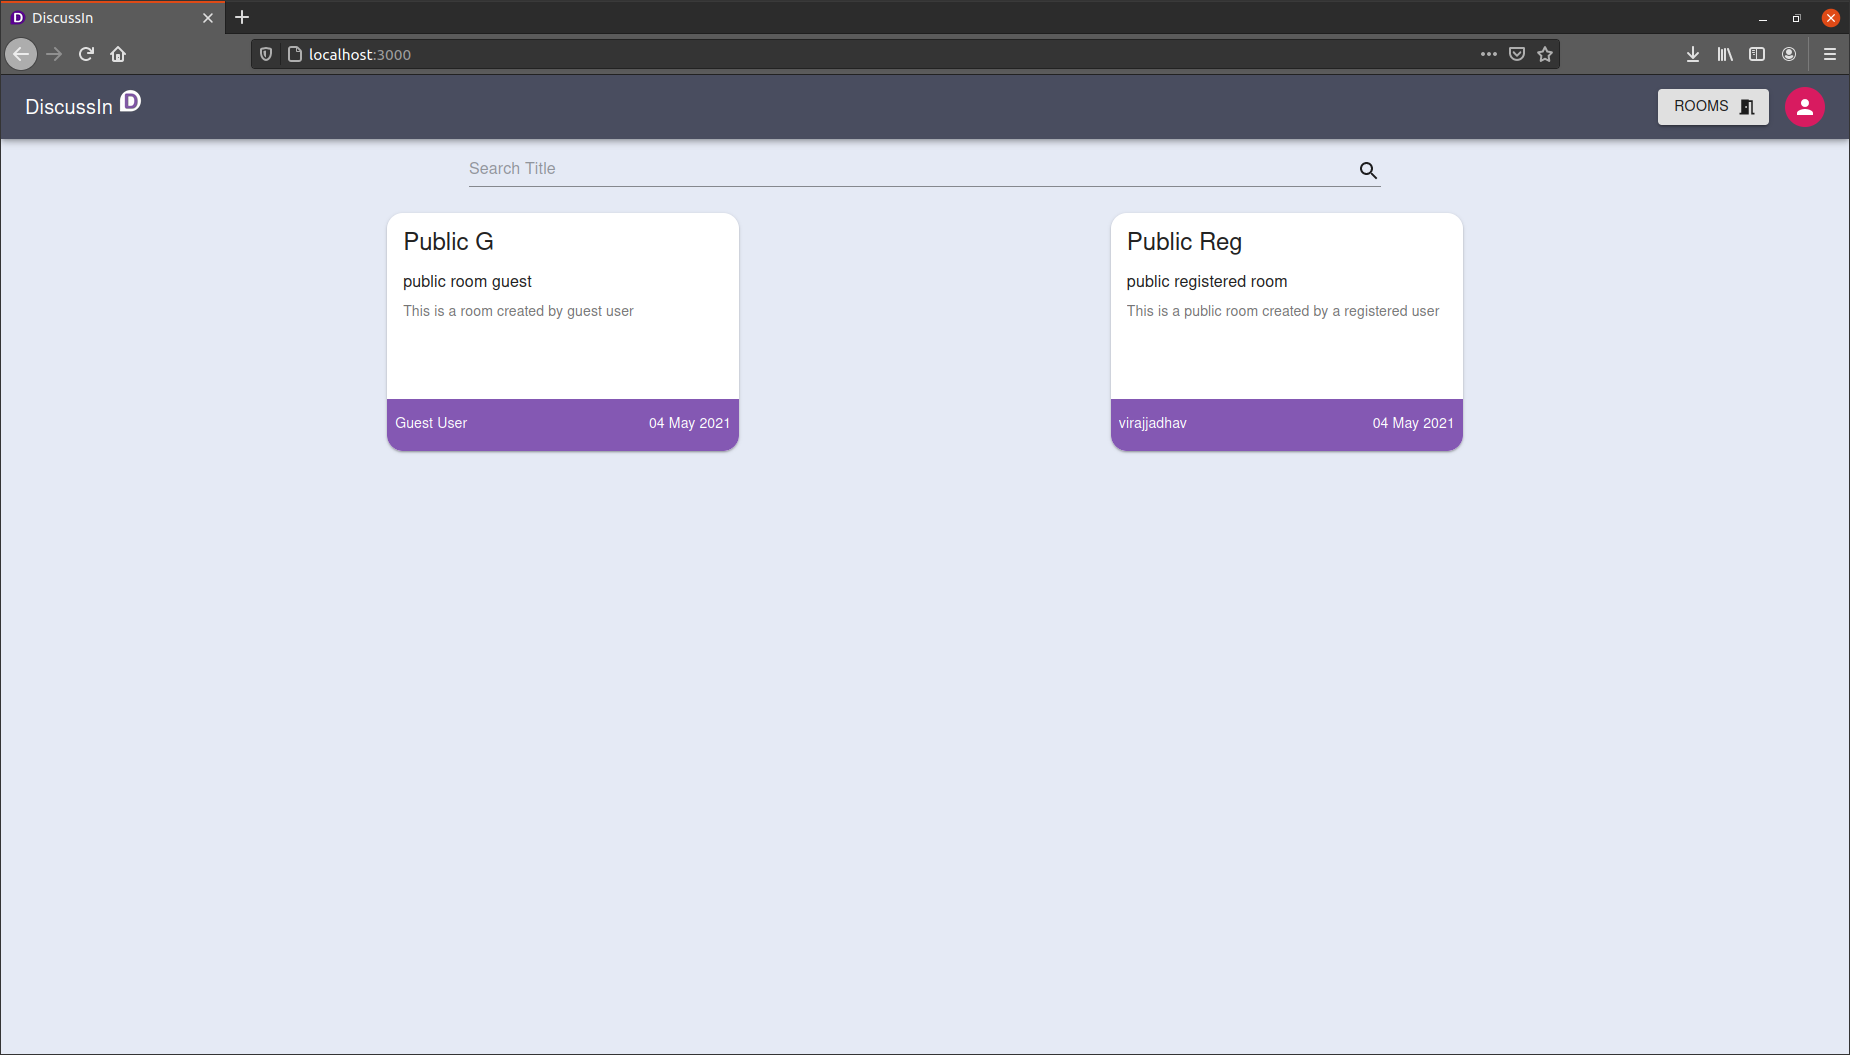 DiscussIn
localhost:3000
DiscussIn D
ROOMS
Search Title
Public G
public room guest
This is a room created by guest user
Guest User 04 May 2021
Public Reg
public registered room
This is a public room created by a registered user
virajjadhav 04 May 2021